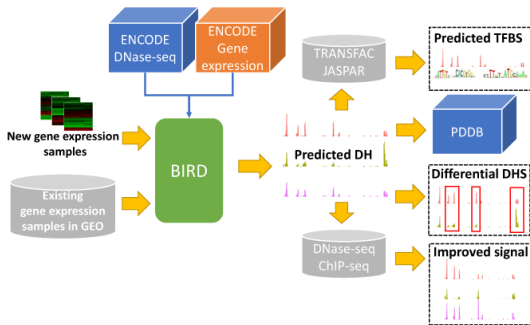 ENCODE
DNase-seq
ENCODE
Gene
expression
New gene expression
samples
Existing
gene expression
samples in GEO
BIRD
TRANSFAC
JASPAR
Predicted DH
DNase-seq
ChIP-seq
Predicted TFBS
PDDB
Differential DHS
Improved signal